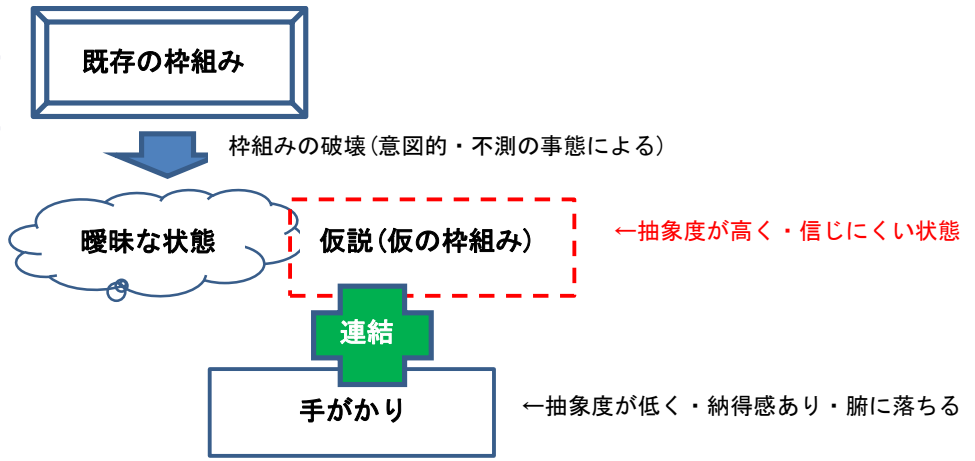 既存の枠組み
枠組みの破壊(意図的・不測の事態による)
曖昧な状態
仮説(仮の枠組み)
←抽象度が高く・信じにくい状態
連結
手がかり
←抽象度が低く・納得感あり・腑に落ちる